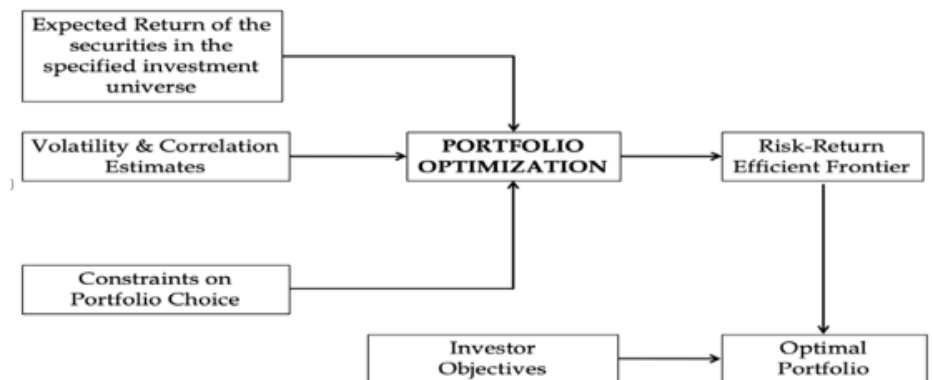 Expected Return of the
securities in the
specified investment
universe
Volatility & Correlation
Estimates
PORTFOLIO
OPTIMIZATION
Risk-Return
Efficient Frontier
Constraints on
Portfolio Choice
Investor
Objectives
Optimal
Portfolio